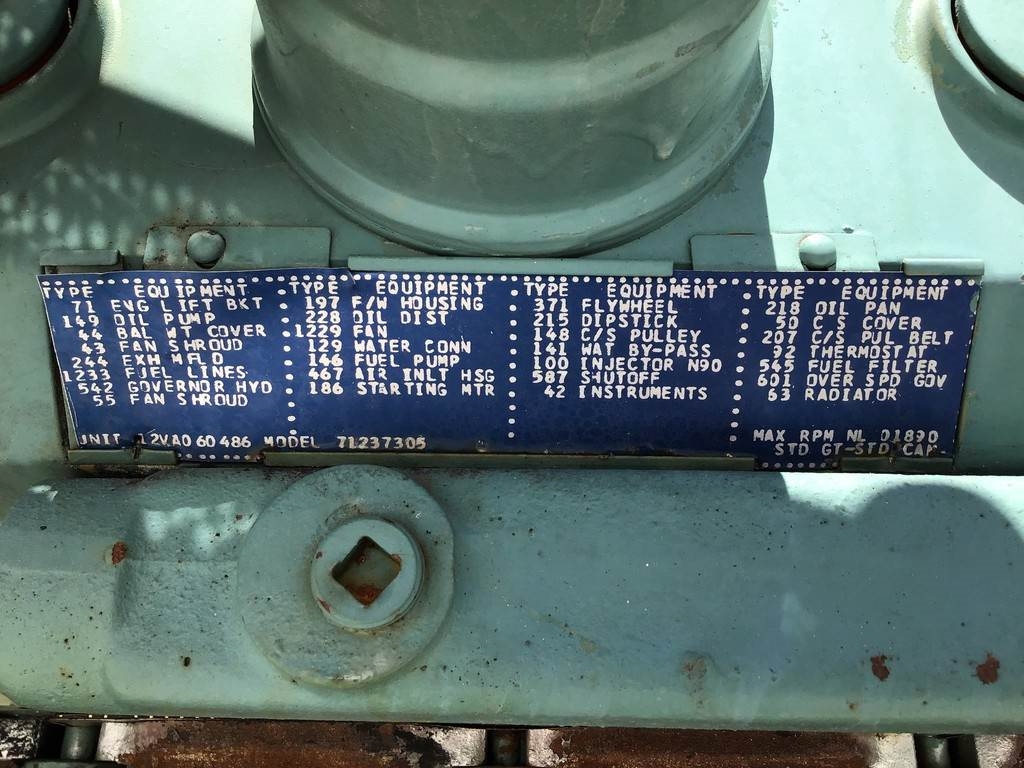 TYPE EQUIPMENT TYPE EQUIPMENT TYPE EQUIPMENT TYPE EQUIPMENT
71 ENG LIFT BKT 197 F/W HOUSING 371 FLYWHEEL 218 OIL PAN
149 OIL PUMP 228 OIL DIST 215 DIPSTICK 50 C S COVER
44 BAL WT COVER 1229 FAN 148 C/S PULLEY 207 C/S PUL BELT
43 FAN SHROUD 129 WATER CONN 141 WAT BY-PASS 92 THERMOSTAT
244 EXH MFLD 146 FUEL PUMP 100 INJECTOR N90 545 FUEL FILTER
1233 FUEL LINES 467 AIR INLT HSG 587 SHUTOFF 601 OVER SPD GOV
542 GOVERNOR HYD 186 STARTING MTR 42 INSTRUMENTS 63 RADIATOR
55 FAN SHROUD
UNIT 12VA060486 MODEL 71237305 MAX RPM NL 01890
STD GT-STD CAM